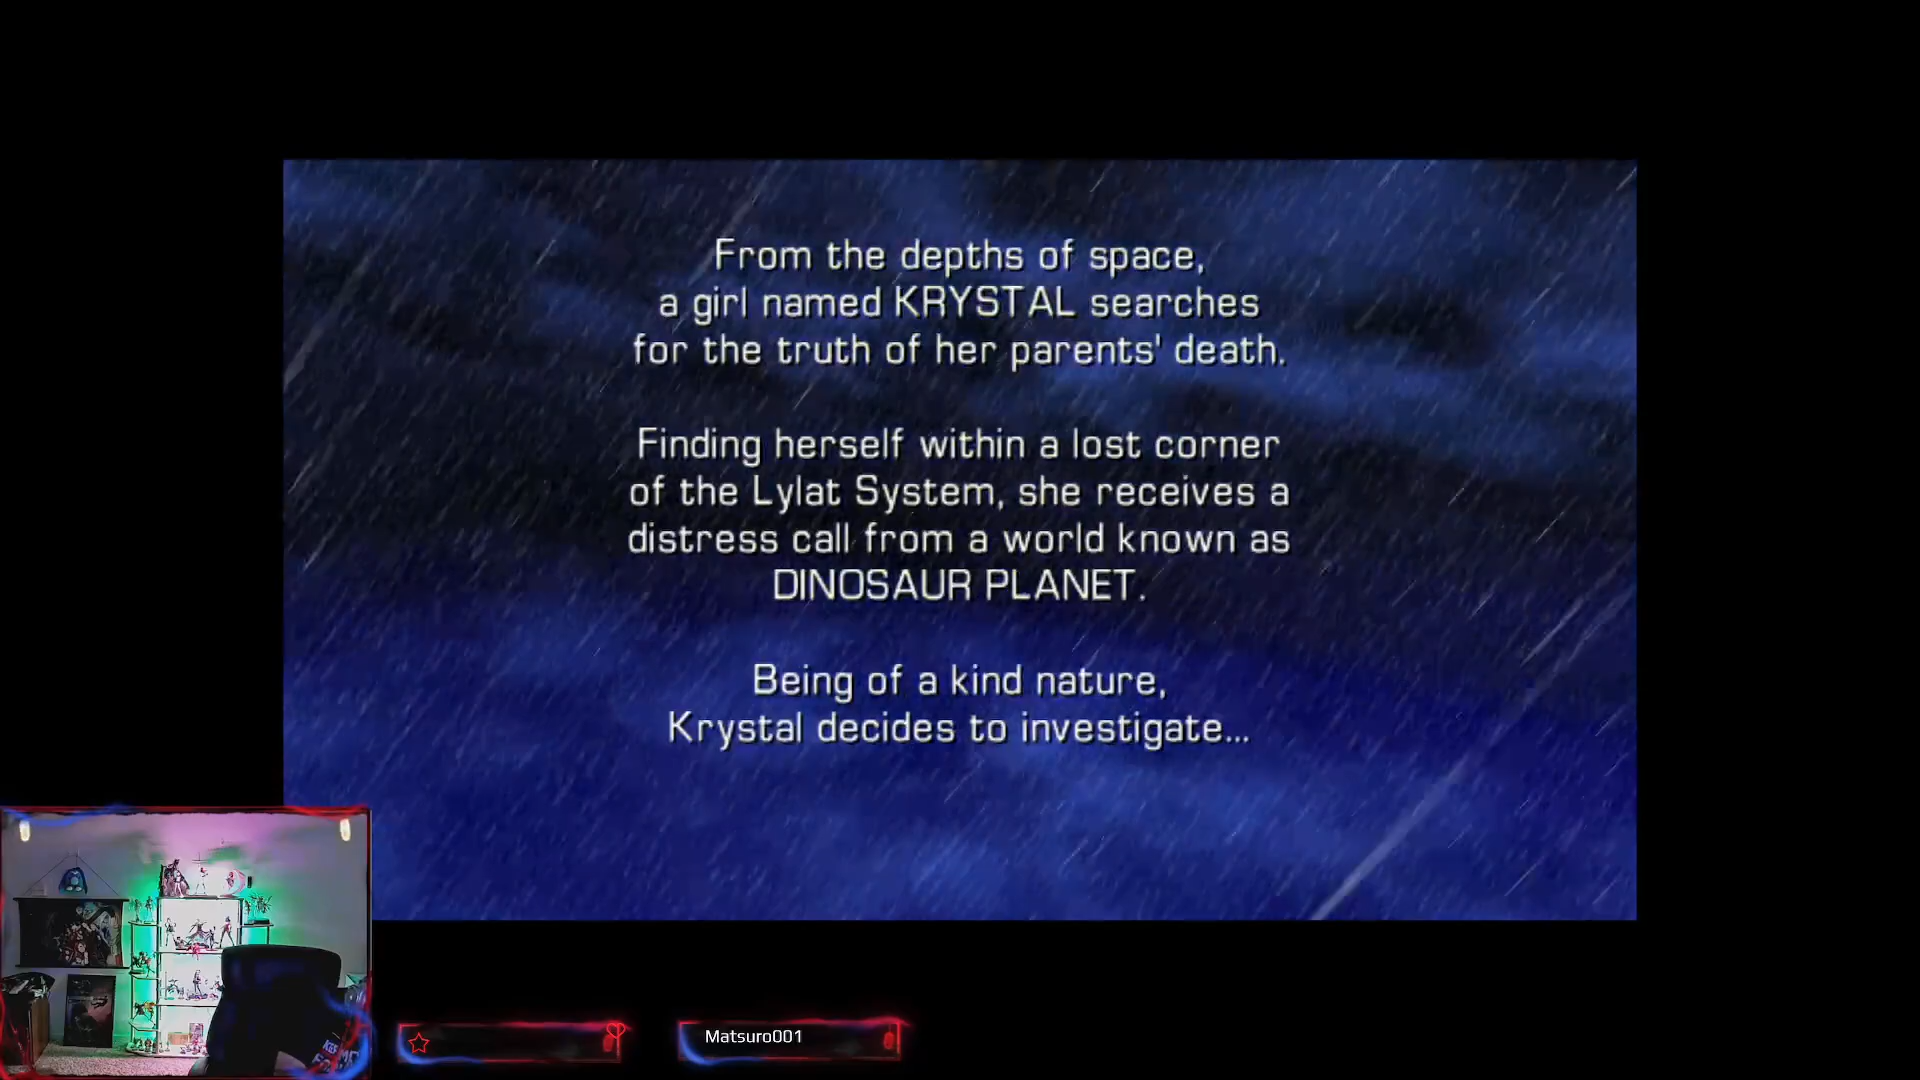 From the depths of space,
a girl named KRYSTAL searches
for the truth of her parents' death.
Finding herself within a lost corner
of the Lylat System, she receives a
distress call from a world known as
DINOSAUR PLANET.
Being of a kind nature,
Krystal decides to investigate...
Matsuro001